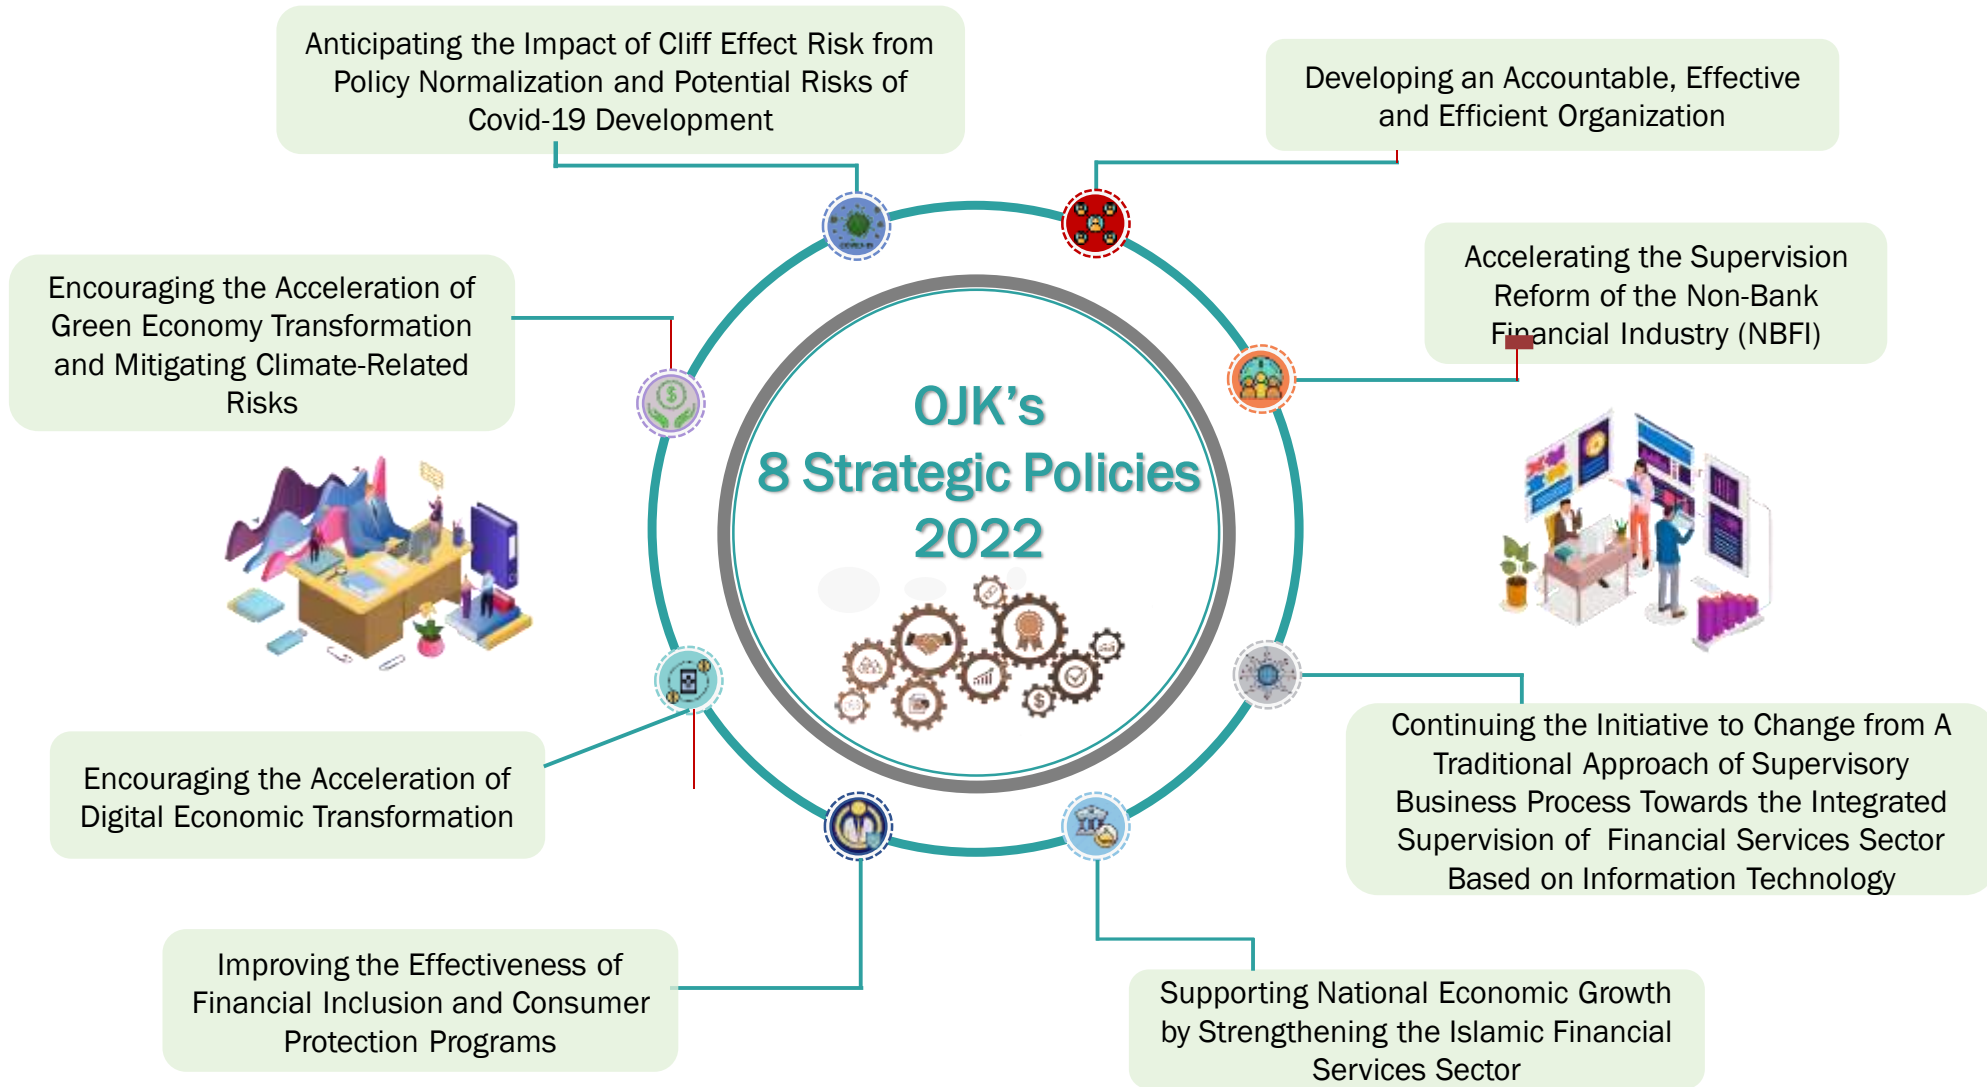 Anticipating the Impact of Cliff Effect Risk from
Policy Normalization and Potential Risks of
Covid-19 Development
Developing an Accountable, Effective
and Efficient Organization
Encouraging the Acceleration of
Green Economy Transformation
and Mitigating Climate-Related
Risks
Accelerating the Supervision
Reform of the Non-Bank
Financial Industry (NBFI)
OJK’s
8 Strategic Policies
2022
Encouraging the Acceleration of
Digital Economic Transformation
Continuing the Initiative to Change from A
Traditional Approach of Supervisory
Business Process Towards the Integrated
Supervision of  Financial Services Sector
Based on Information Technology
Improving the Effectiveness of
Financial Inclusion and Consumer
Protection Programs
Supporting National Economic Growth
by Strengthening the Islamic Financial
Services Sector